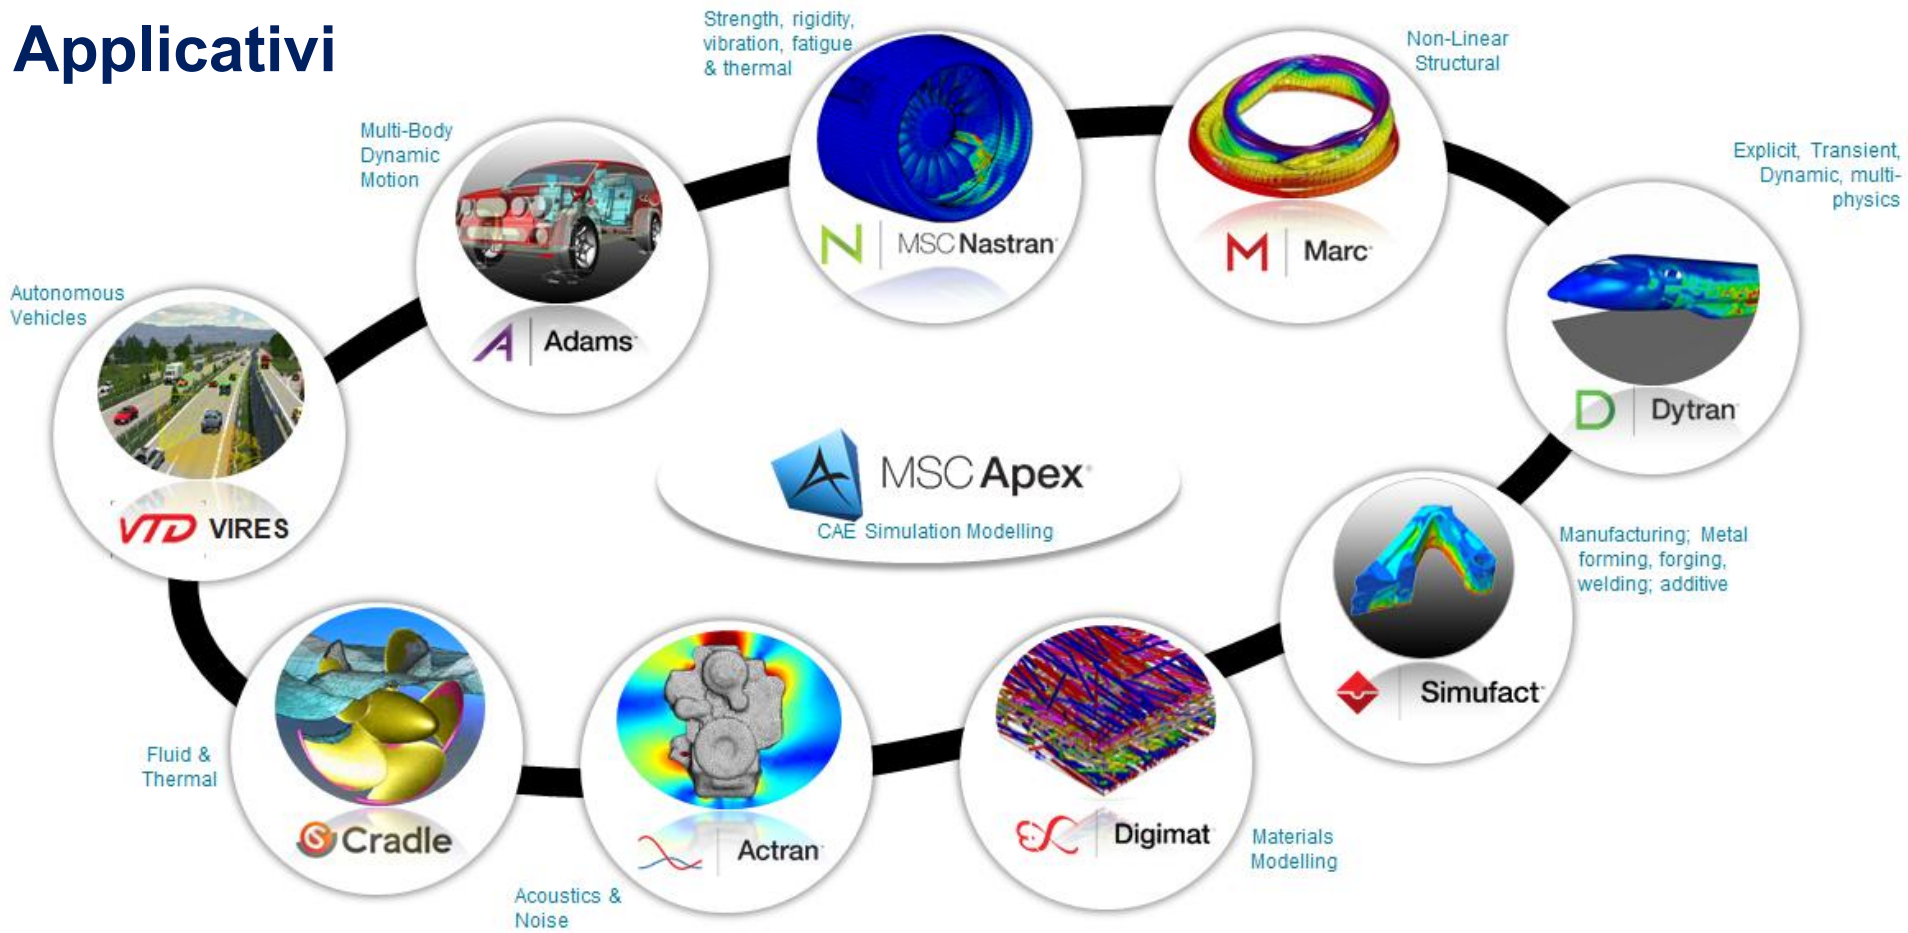 Applicativi
Strength, rigidity,
vibration, fatigue
& thermal
Non-Linear
Structural
Multi-Body
Dynamic
Motion
Explicit, Transient,
Dynamic, multi-
physics
MSC Nastran
Marc
Autonomous
Vehicles
Adams
Dytran
MSC Apex
CAE Simulation Modelling
VTD VIRES
Manufacturing; Metal
forming, forging,
welding; additive
Simufact
Fluid &
Thermal
Cradle
Actran
Digimat
Materials
Modelling
Acoustics &
Noise